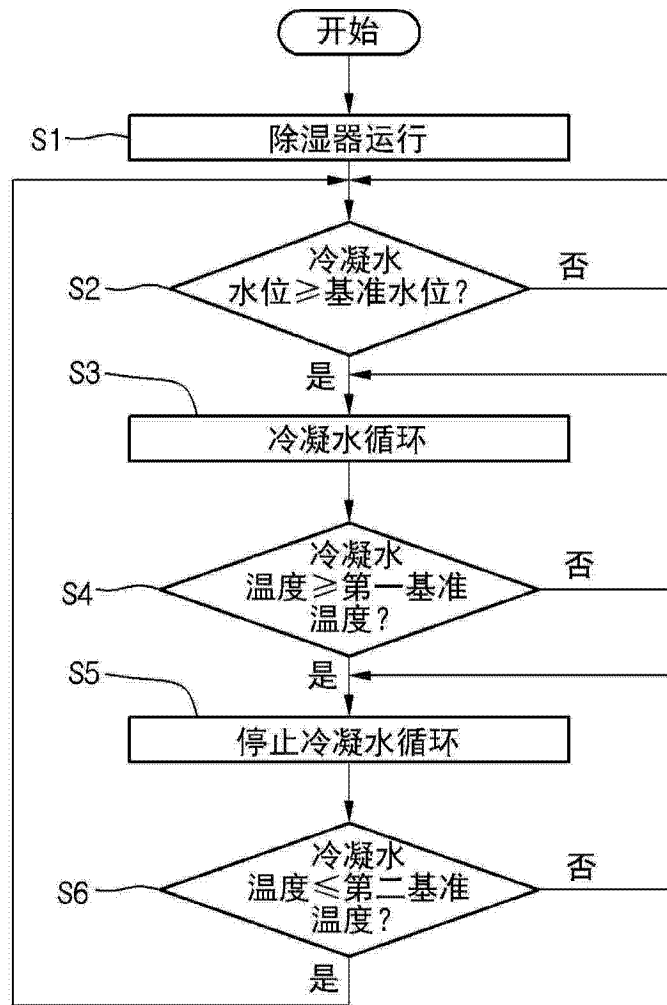 开始
S1
除湿器运行
冷凝水
水位≥基准水位?
S2
否
是
S3
冷凝水循环
冷凝水
温度≥第一基准
温度?
S4
否
是
S5
停止冷凝水循环
冷凝水
温度≤第二基准
温度?
S6
否
是